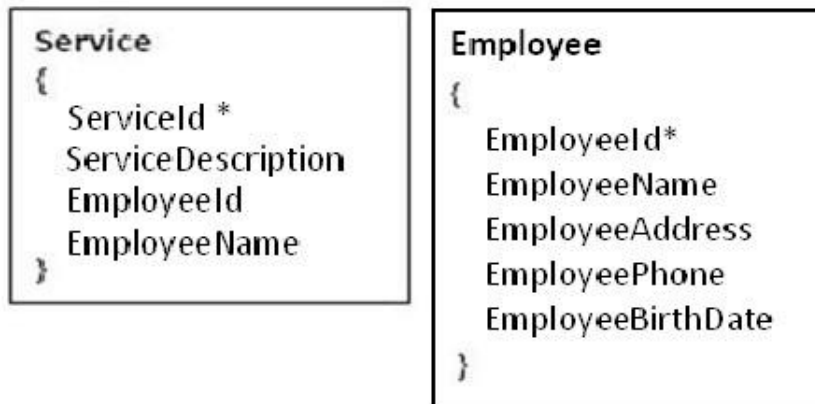 Service
{
ServiceId *
ServiceDescription
EmployeeId
EmployeeName
}
Employee
{
EmployeeId*
EmployeeName
EmployeeAddress
EmployeePhone
EmployeeBirthDate
}